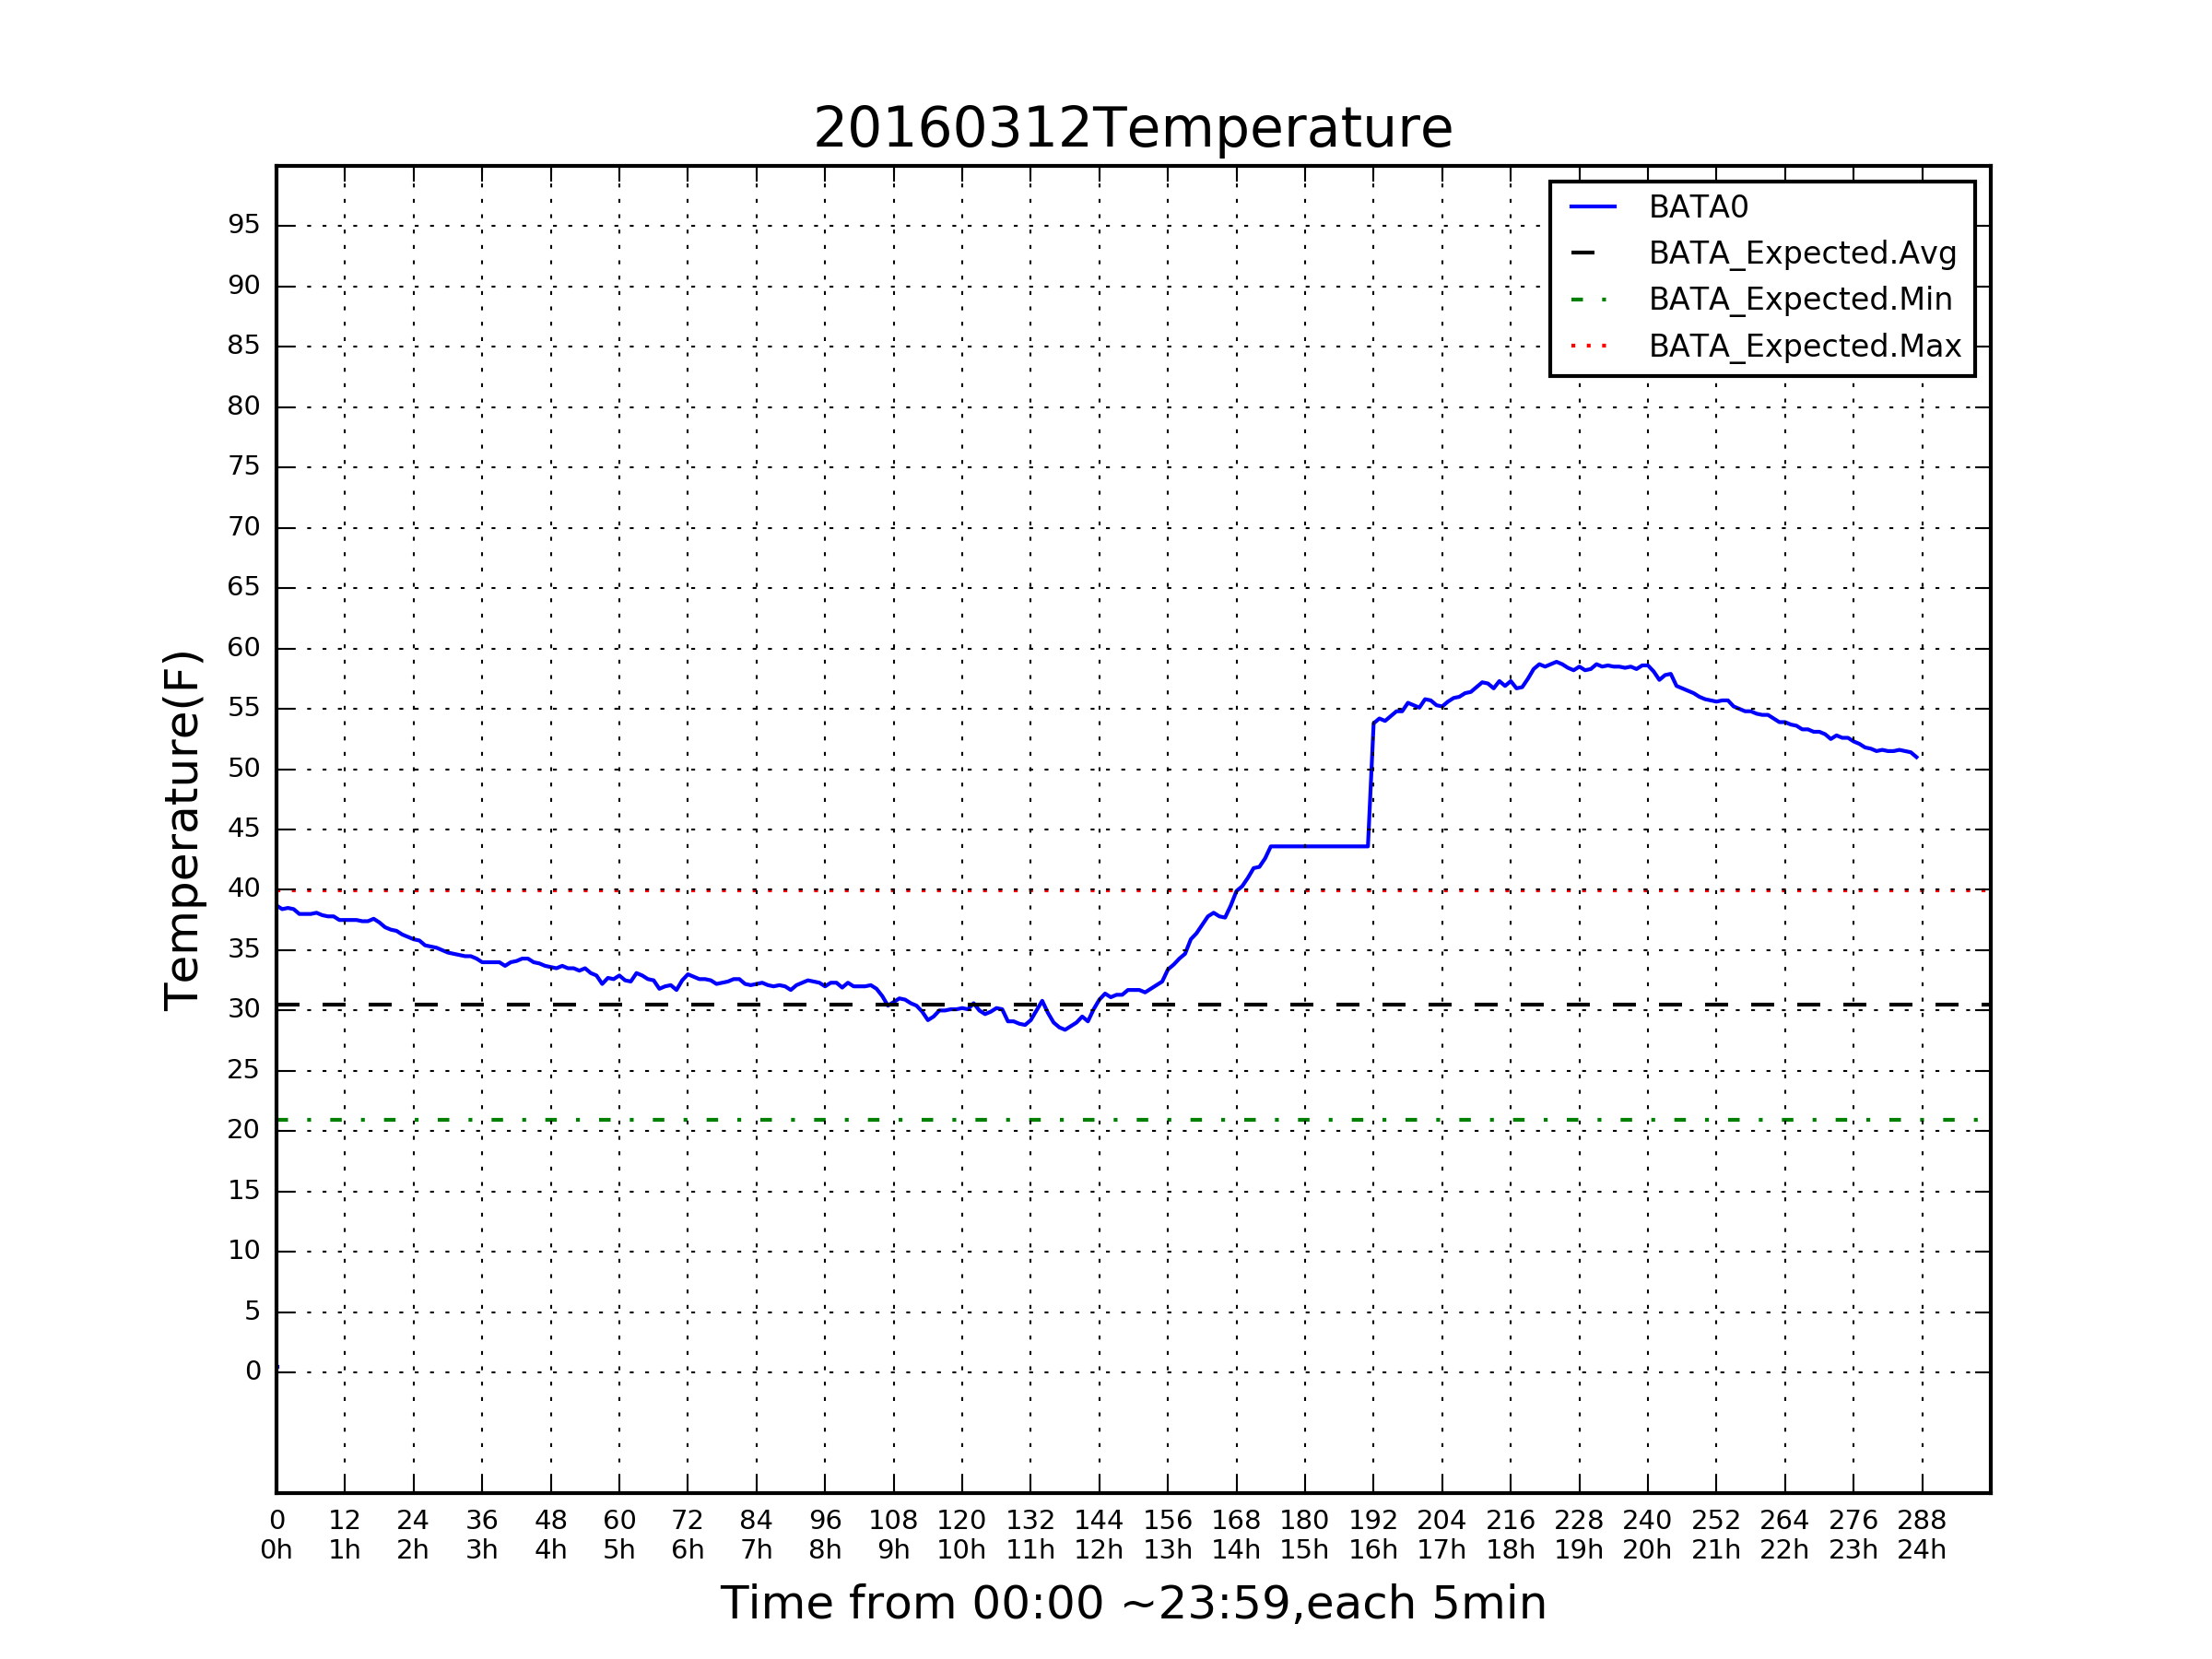 20160312Temperature
BATA0
BATA_Expected.Avg
BATA_Expected.Min
BATA_Expected.Max
95
90
85
80
75
70
65
60
55
50
45
40
35
30
25
20
15
10
5
0
Temperature(F)
0 12 24 36 48 60 72 84 96 108 120 132 144 156 168 180 192 204 216 228 240 252 264 276 288
0h 1h 2h 3h 4h 5h 6h 7h 8h 9h 10h 11h 12h 13h 14h 15h 16h 17h 18h 19h 20h 21h 22h 23h 24h
Time from 00:00 ~23:59,each 5min